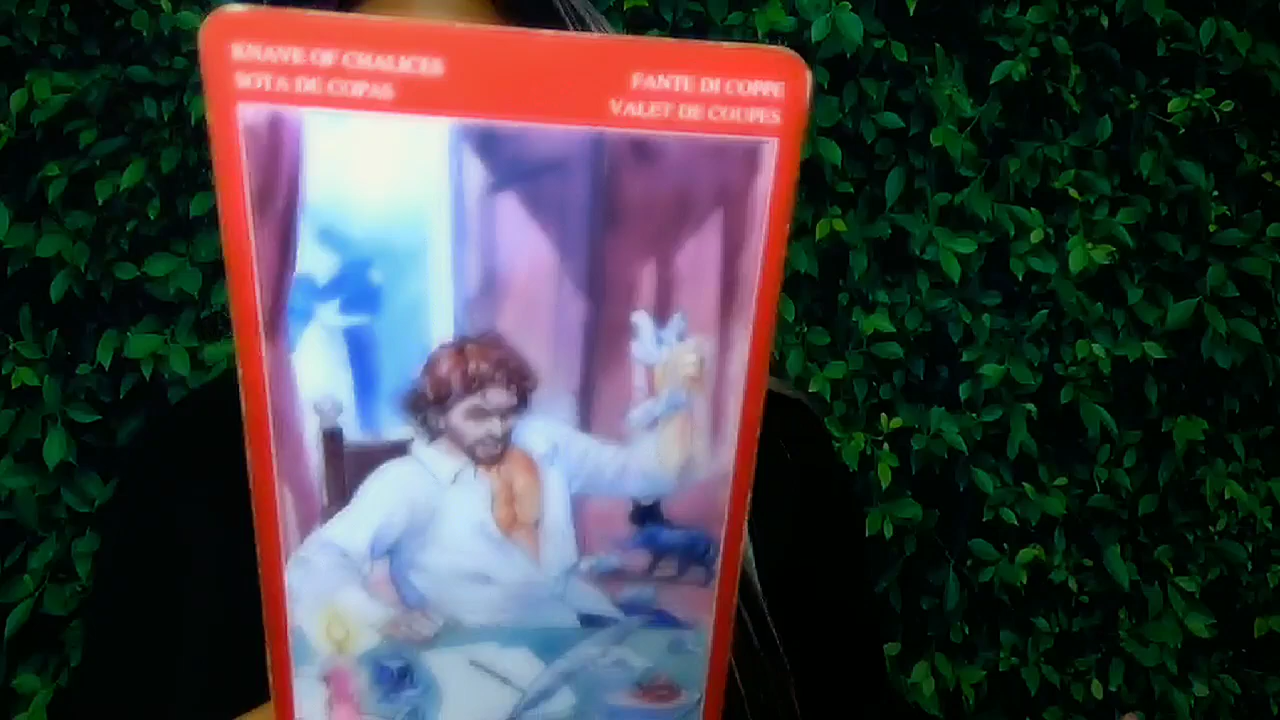 KNAVE OF CHALICES
SOTA DE COPAS
FANTE DI COPPE
VALET DE COUPES